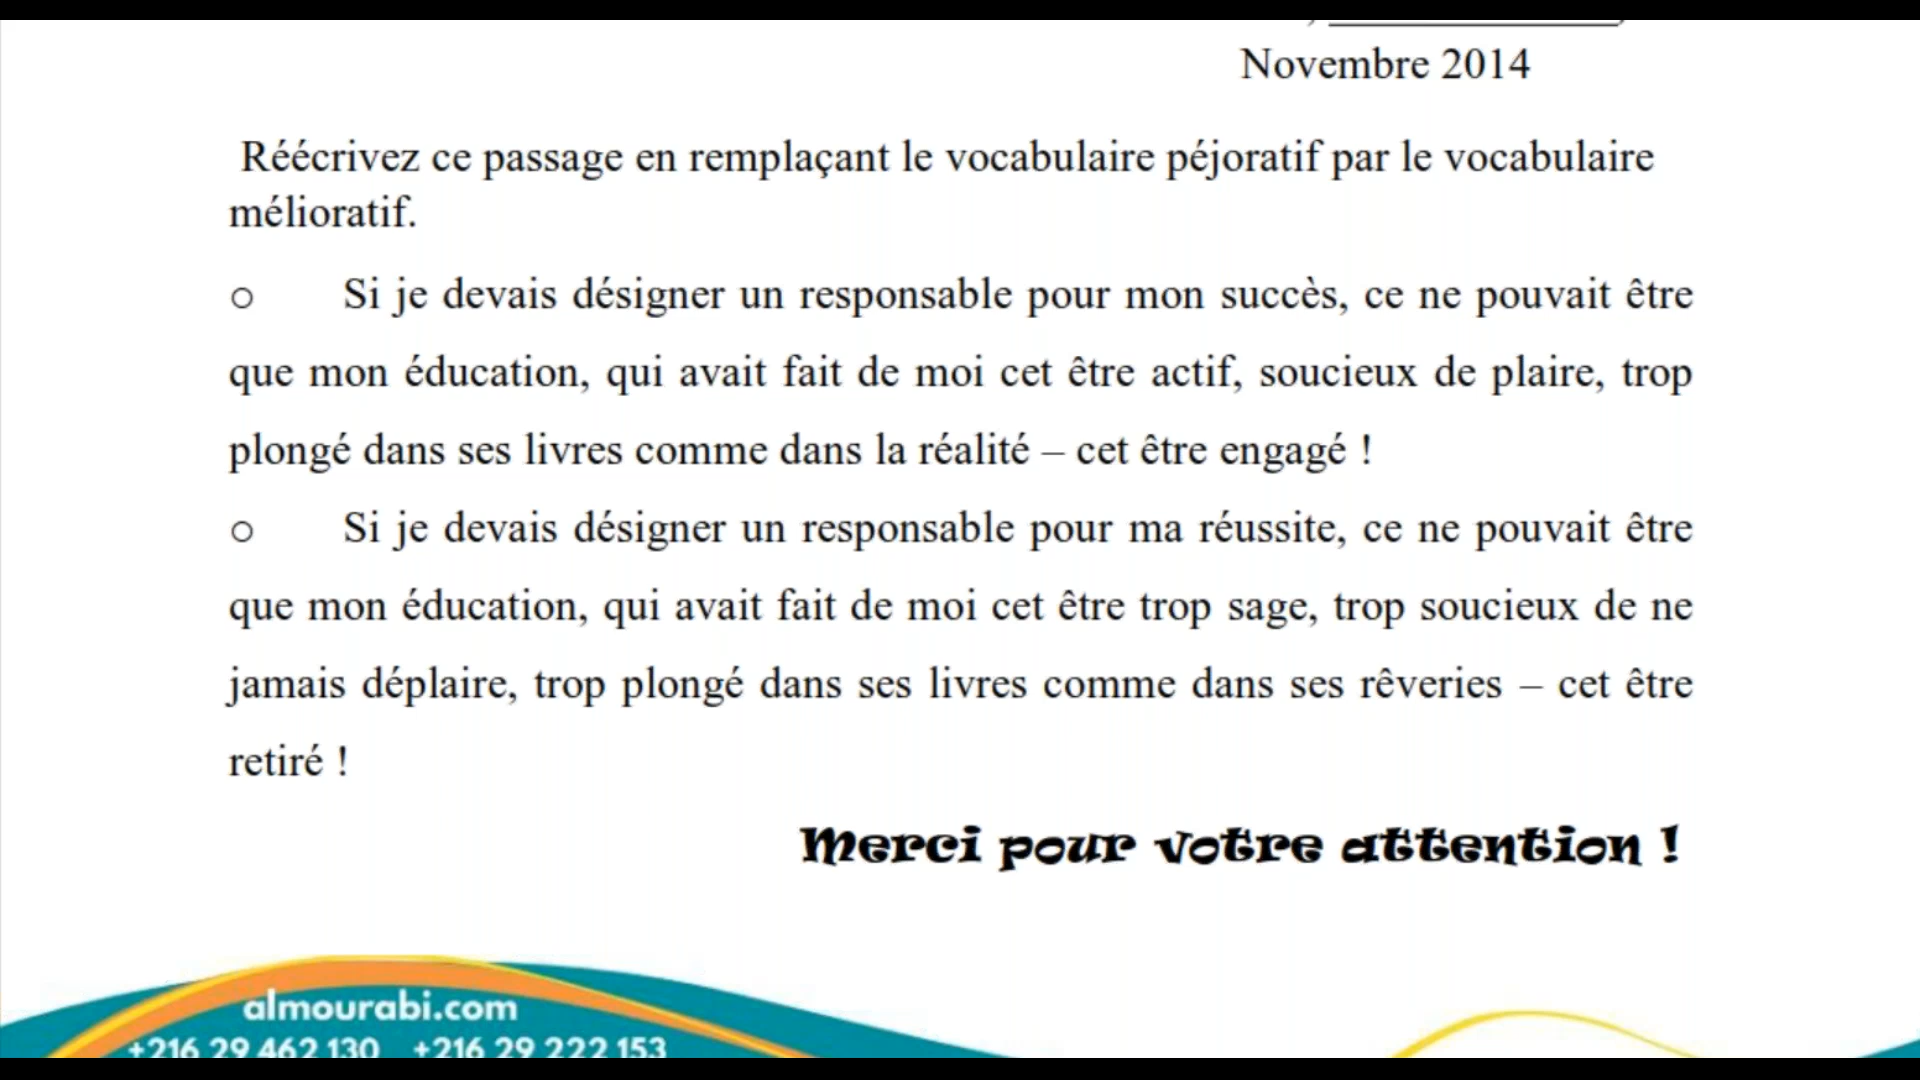 Novembre 2014
Réécrivez ce passage en remplaçant le vocabulaire péjoratif par le vocabulaire
mélioratif.
o Si je devais désigner un responsable pour mon succès, ce ne pouvait être
que mon éducation, qui avait fait de moi cet être actif, soucieux de plaire, trop
plongé dans ses livres comme dans la réalité – cet être engagé !
o Si je devais désigner un responsable pour ma réussite, ce ne pouvait être
que mon éducation, qui avait fait de moi cet être trop sage, trop soucieux de ne
jamais déplaire, trop plongé dans ses livres comme dans ses rêveries – cet être
retiré !
Merci pour votre attention !
almourabi.com
+216 29 462 130 +216 29 222 153